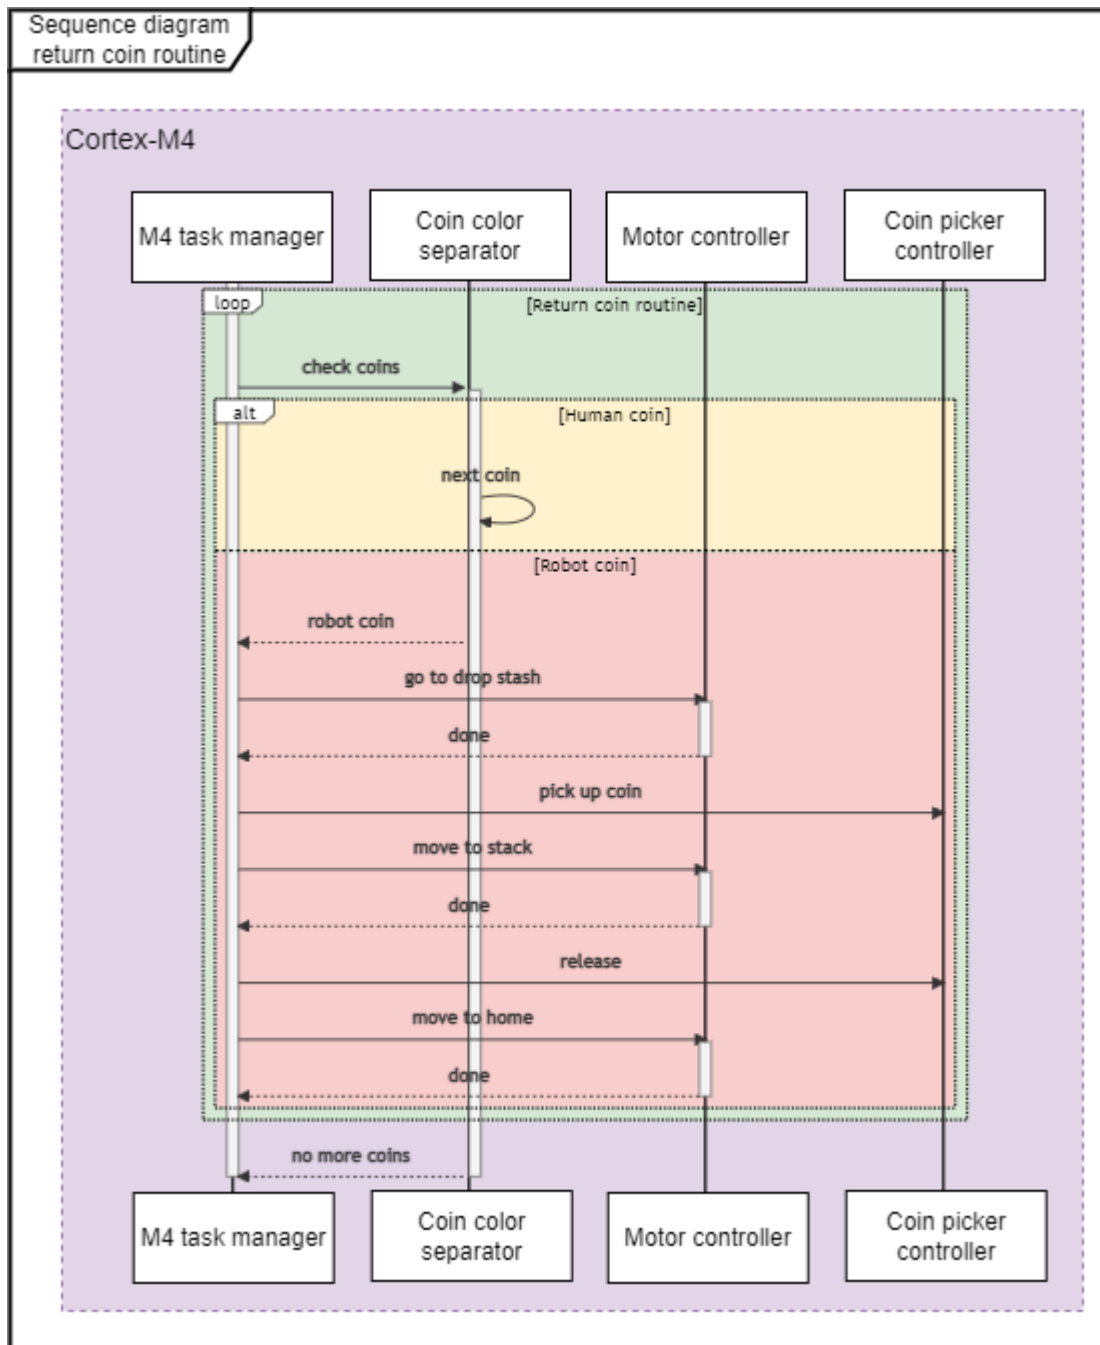 Sequence diagram
return coin routine
Cortex-M4
M4 task manager
Coin color
separator
Motor controller
Coin picker
controller
loop
[Return coin routine]
check coins
alt
[Human coin]
next coin
[Robot coin]
robot coin
go to drop stash
done
pick up coin
move to stack
done
release
move to home
done
no more coins
M4 task manager
Coin color
separator
Motor controller
Coin picker
controller